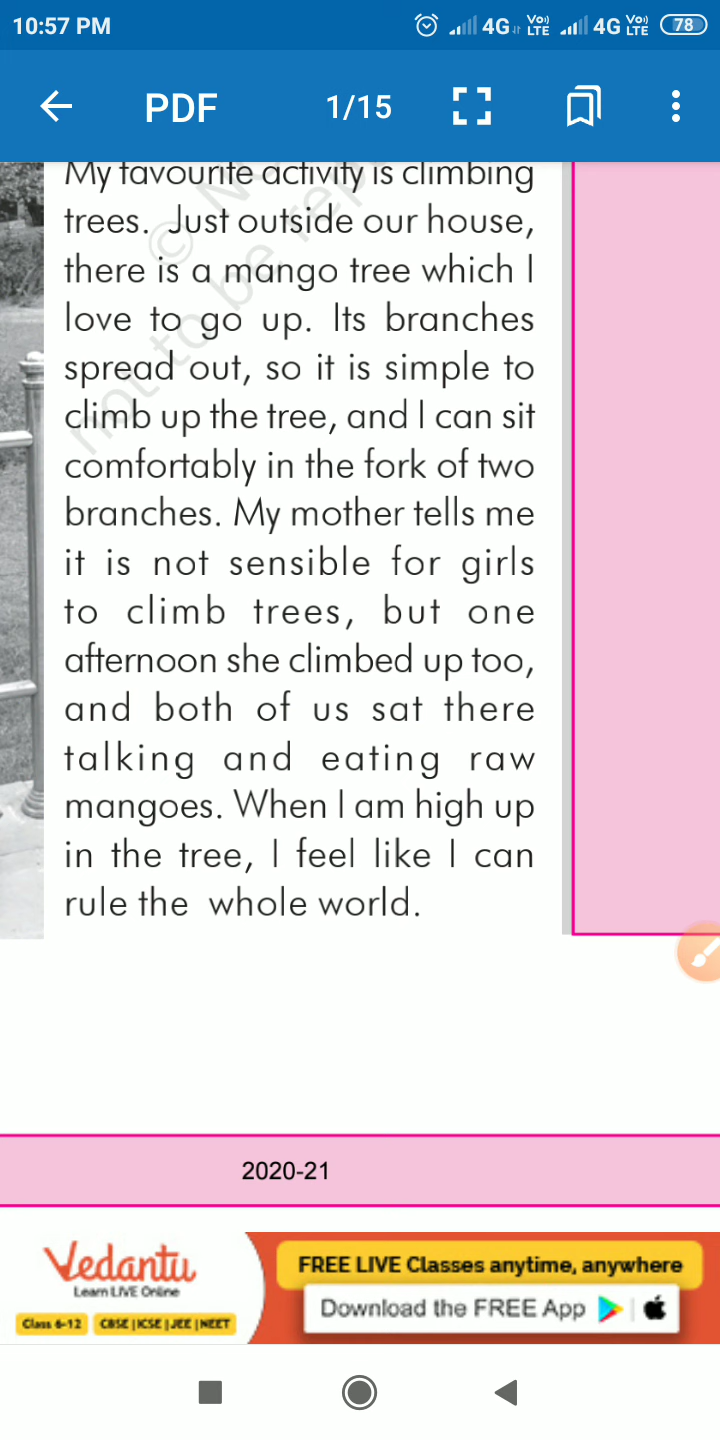 10:57 PM 4G VoLTE 4G VoLTE 78
PDF 1/15
My favourite activity is climbing
trees. Just outside our house,
there is a mango tree which I
love to go up. Its branches
spread out, so it is simple to
climb up the tree, and I can sit
comfortably in the fork of two
branches. My mother tells me
it is not sensible for girls
to climb trees, but one
afternoon she climbed up too,
and both of us sat there
talking and eating raw
mangoes. When I am high up
in the tree, I feel like I can
rule the whole world.
© N
not to be rep
2020-21
Vedantu
Learn LIVE Online
Class 6-12 CBSE | ICSE | JEE | NEET
FREE LIVE Classes anytime, anywhere
Download the FREE App